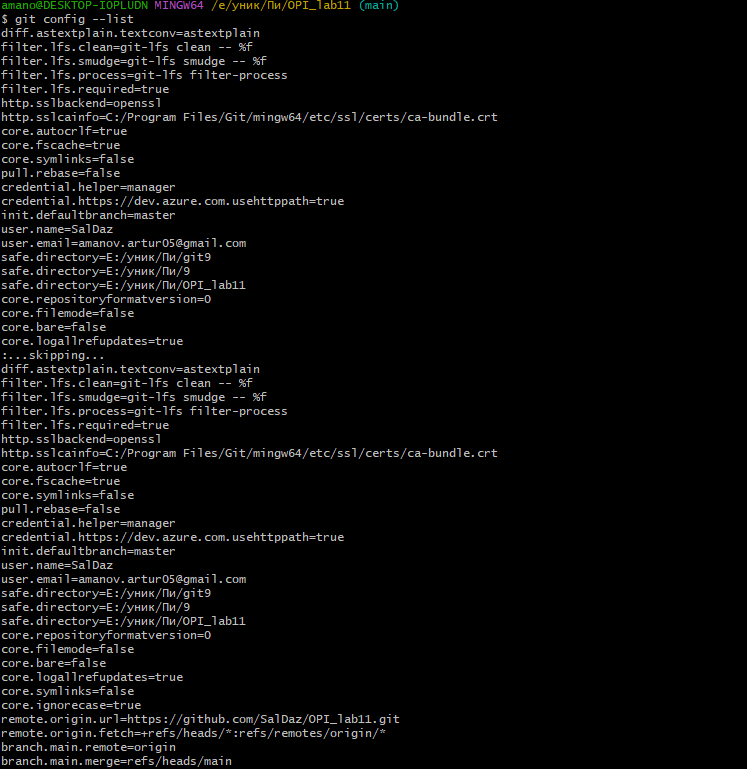 amano@DESKTOP-IOPLUDN MINGW64 /e/уник/Пи/OPI_lab11 (main)
$ git config --list
diff.astextplain.textconv=astextplain
filter.lfs.clean=git-lfs clean -- %f
filter.lfs.smudge=git-lfs smudge -- %f
filter.lfs.process=git-lfs filter-process
filter.lfs.required=true
http.sslbackend=openssl
http.sslcainfo=C:/Program Files/Git/mingw64/etc/ssl/certs/ca-bundle.crt
core.autocrlf=true
core.fscache=true
core.symlinks=false
pull.rebase=false
credential.helper=manager
credential.https://dev.azure.com.usehttppath=true
init.defaultbranch=master
user.name=SalDaz
user.email=amanov.artur05@gmail.com
safe.directory=E:/уник/Пи/git9
safe.directory=E:/уник/Пи/9
safe.directory=E:/уник/Пи/OPI_lab11
core.repositoryformatversion=0
core.filemode=false
core.bare=false
core.logallrefupdates=true
:...skipping...
diff.astextplain.textconv=astextplain
filter.lfs.clean=git-lfs clean -- %f
filter.lfs.smudge=git-lfs smudge -- %f
filter.lfs.process=git-lfs filter-process
filter.lfs.required=true
http.sslbackend=openssl
http.sslcainfo=C:/Program Files/Git/mingw64/etc/ssl/certs/ca-bundle.crt
core.autocrlf=true
core.fscache=true
core.symlinks=false
pull.rebase=false
credential.helper=manager
credential.https://dev.azure.com.usehttppath=true
init.defaultbranch=master
user.name=SalDaz
user.email=amanov.artur05@gmail.com
safe.directory=E:/уник/Пи/git9
safe.directory=E:/уник/Пи/9
safe.directory=E:/уник/Пи/OPI_lab11
core.repositoryformatversion=0
core.filemode=false
core.bare=false
core.logallrefupdates=true
core.symlinks=false
core.ignorecase=true
remote.origin.url=https://github.com/SalDaz/OPI_lab11.git
remote.origin.fetch=+refs/heads/*:refs/remotes/origin/*
branch.main.remote=origin
branch.main.merge=refs/heads/main